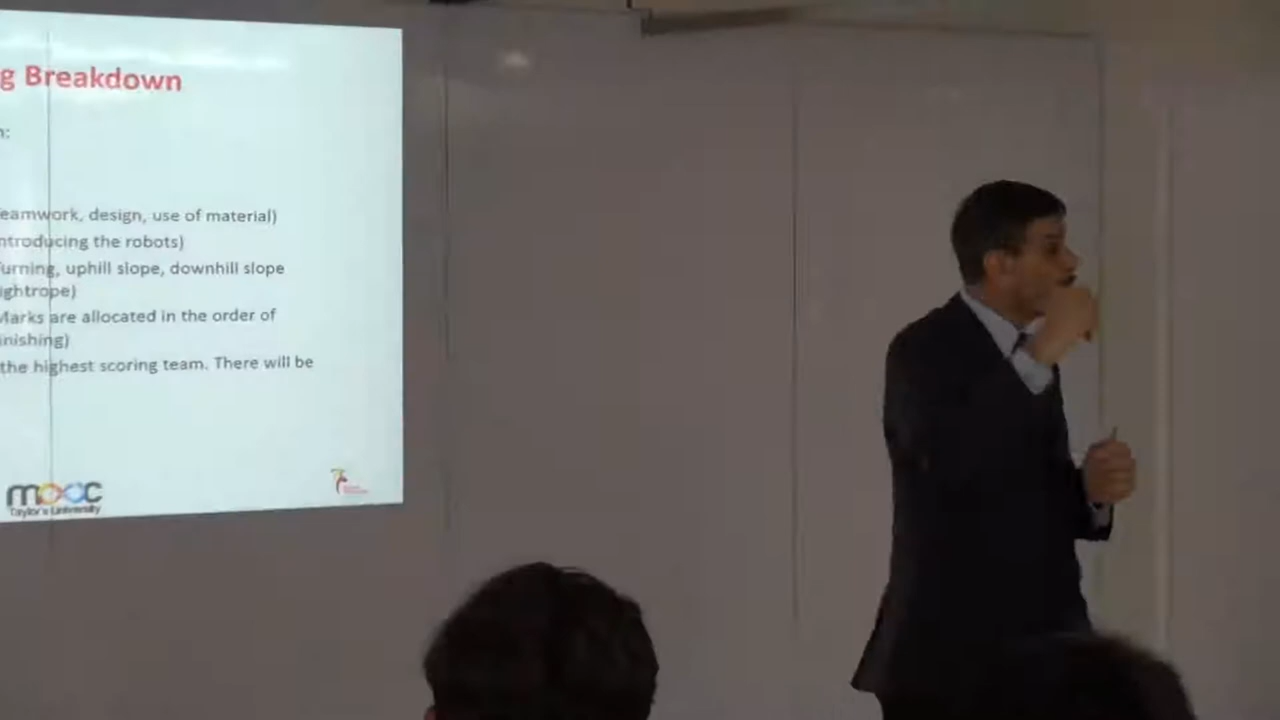 g Breakdown
n:
eamwork, design, use of material)
ntroducing the robots)
urning, uphill slope, downhill slope
ightrope)
Marks are allocated in the order of
inishing)
the highest scoring team. There will be
mooc
Taylor's University